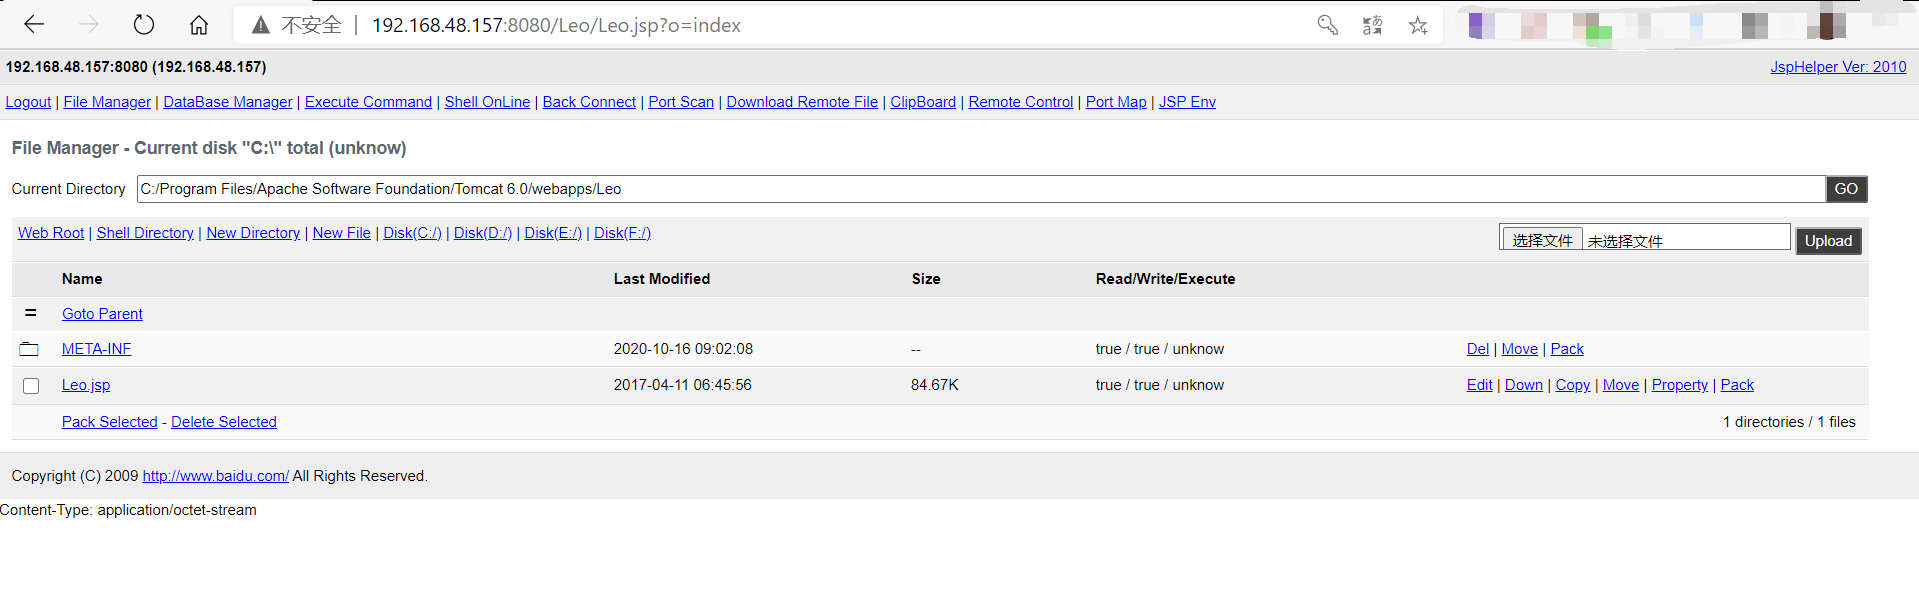 不安全 | 192.168.48.157:8080/Leo/Leo.jsp?o=index
192.168.48.157:8080 (192.168.48.157) JspHelper Ver: 2010
Logout | File Manager | DataBase Manager | Execute Command | Shell OnLine | Back Connect | Port Scan | Download Remote File | ClipBoard | Remote Control | Port Map | JSP Env
File Manager - Current disk "C:\" total (unknow)
Current Directory C:/Program Files/Apache Software Foundation/Tomcat 6.0/webapps/Leo GO
Web Root | Shell Directory | New Directory | New File | Disk(C:/) | Disk(D:/) | Disk(E:/) | Disk(F:/) 选择文件 未选择文件 Upload
Name Last Modified Size Read/Write/Execute
= Goto Parent
META-INF 2020-10-16 09:02:08 -- true / true / unknow Del | Move | Pack
Leo.jsp 2017-04-11 06:45:56 84.67K true / true / unknow Edit | Down | Copy | Move | Property | Pack
Pack Selected - Delete Selected 1 directories / 1 files
Copyright (C) 2009 http://www.baidu.com/ All Rights Reserved.
Content-Type: application/octet-stream